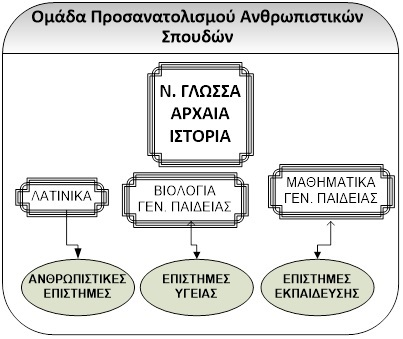 Ομάδα Προσανατολισμού Ανθρωπιστικών
Σπουδών
Ν. ΓΛΩΣΣΑ
ΑΡΧΑΙΑ
ΙΣΤΟΡΙΑ
ΛΑΤΙΝΙΚΑ
ΒΙΟΛΟΓΙΑ
ΓΕΝ. ΠΑΙΔΕΙΑΣ
ΜΑΘΗΜΑΤΙΚΑ
ΓΕΝ. ΠΑΙΔΕΙΑΣ
ΑΝΘΡΩΠΙΣΤΙΚΕΣ
ΕΠΙΣΤΗΜΕΣ
ΕΠΙΣΤΗΜΕΣ
ΥΓΕΙΑΣ
ΕΠΙΣΤΗΜΕΣ
ΕΚΠΑΙΔΕΥΣΗΣ